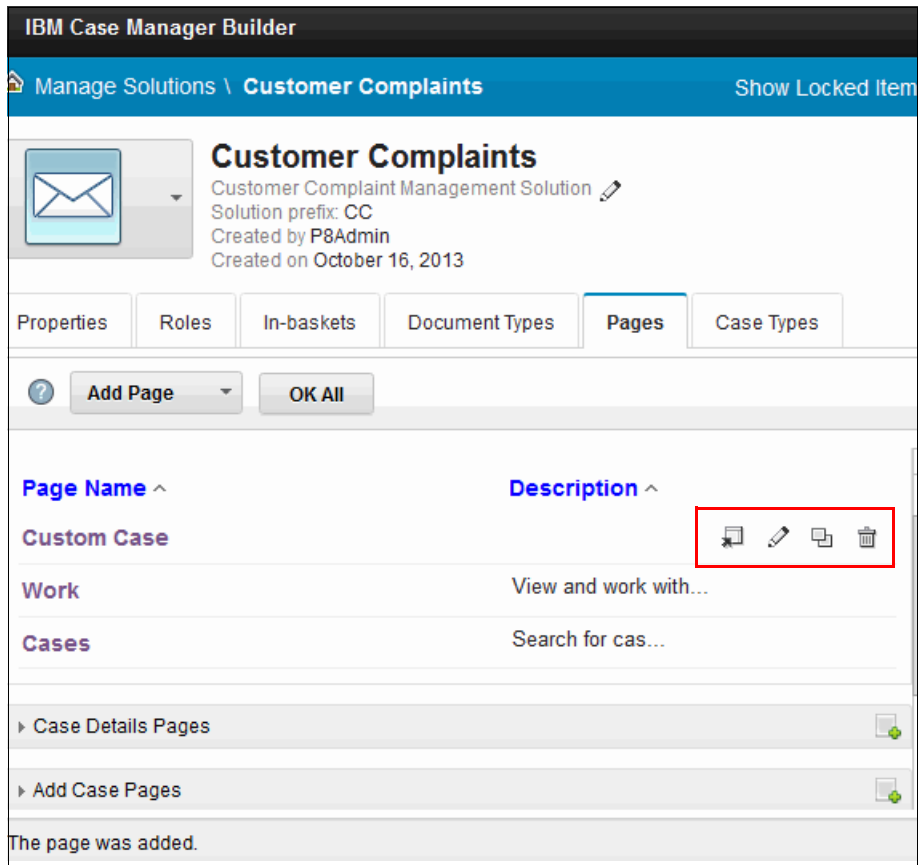 IBM Case Manager Builder
Manage Solutions \ Customer Complaints Show Locked Item
Customer Complaints
Customer Complaint Management Solution
Solution prefix: CC
Created by P8Admin
Created on October 16, 2013
Properties Roles In-baskets Document Types Pages Case Types
? Add Page OK All
Page Name Description
Custom Case
Work View and work with...
Cases Search for cas...
Case Details Pages
Add Case Pages
The page was added.